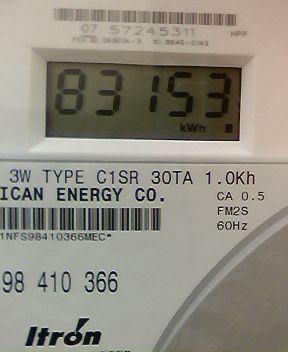 07 57245311
HPP
83153
kWh
3W TYPE C1SR 30TA 1.0Kh
ICAN ENERGY CO.
CA 0.5
FM2S
60Hz
1NFS98410366MEC*
98 410 366
Itron